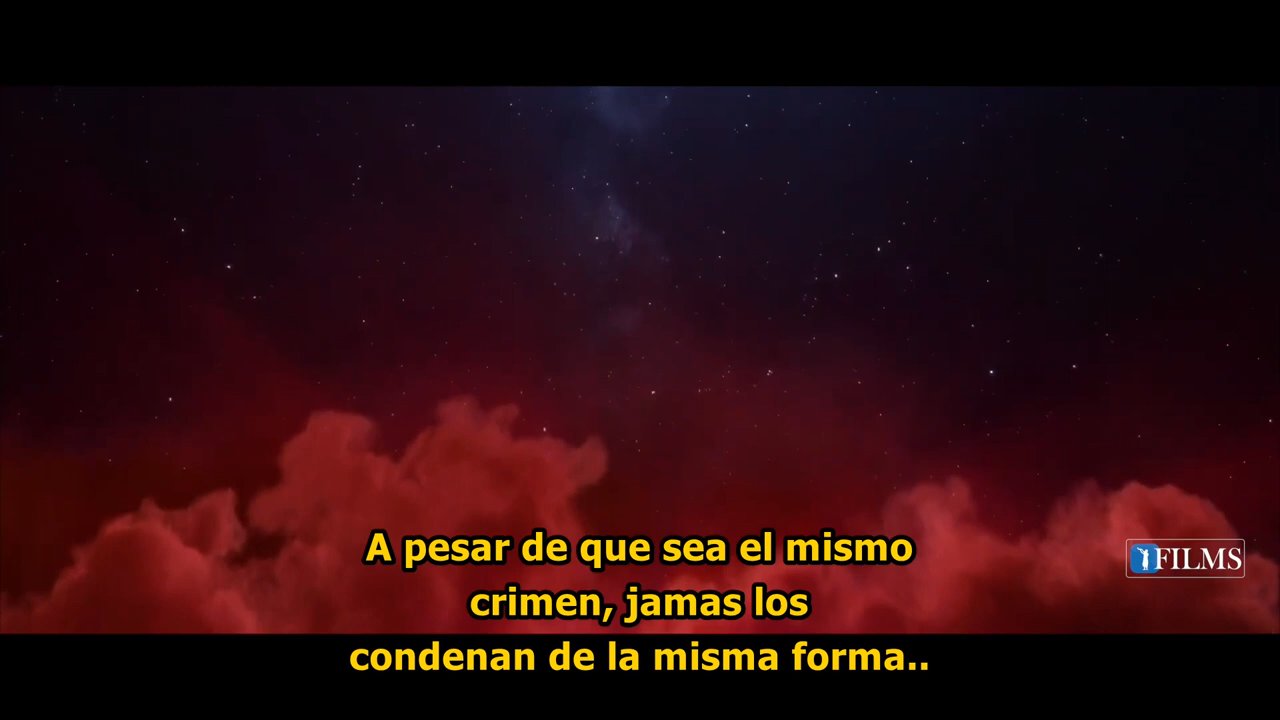 A pesar de que sea el mismo
crimen, jamas los
condenan de la misma forma..
FILMS